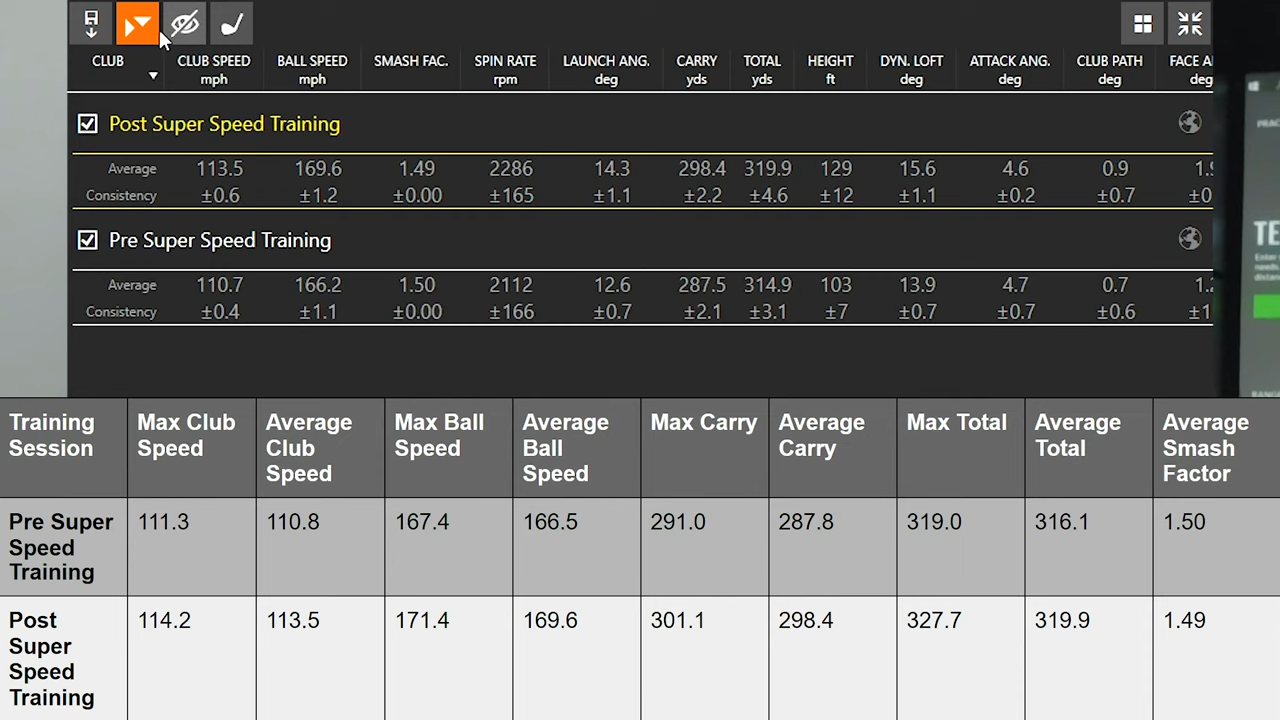 CLUB CLUB SPEED BALL SPEED SMASH FAC. SPIN RATE LAUNCH ANG. CARRY TOTAL HEIGHT DYN. LOFT ATTACK ANG. CLUB PATH FACE
mph mph rpm deg yds yds ft deg deg deg deg
Post Super Speed Training
Average 113.5 169.6 1.49 2286 14.3 298.4 319.9 129 15.6 4.6 0.9
Consistency ±0.6 ±1.2 ±0.00 ±165 ±1.1 ±2.2 ±4.6 ±12 ±1.1 ±0.2 ±0.7
Pre Super Speed Training
Average 110.7 166.2 1.50 2112 12.6 287.5 314.9 103 13.9 4.7 0.7
Consistency ±0.4 ±1.1 ±0.00 ±166 ±0.7 ±2.1 ±3.1 ±7 ±0.7 ±0.7 ±0.6
Training Session Max Club Speed Average Club Speed Max Ball Speed Average Ball Speed Max Carry Average Carry Max Total Average Total Average Smash Factor
Pre Super Speed Training 111.3 110.8 167.4 166.5 291.0 287.8 319.0 316.1 1.50
Post Super Speed Training 114.2 113.5 171.4 169.6 301.1 298.4 327.7 319.9 1.49